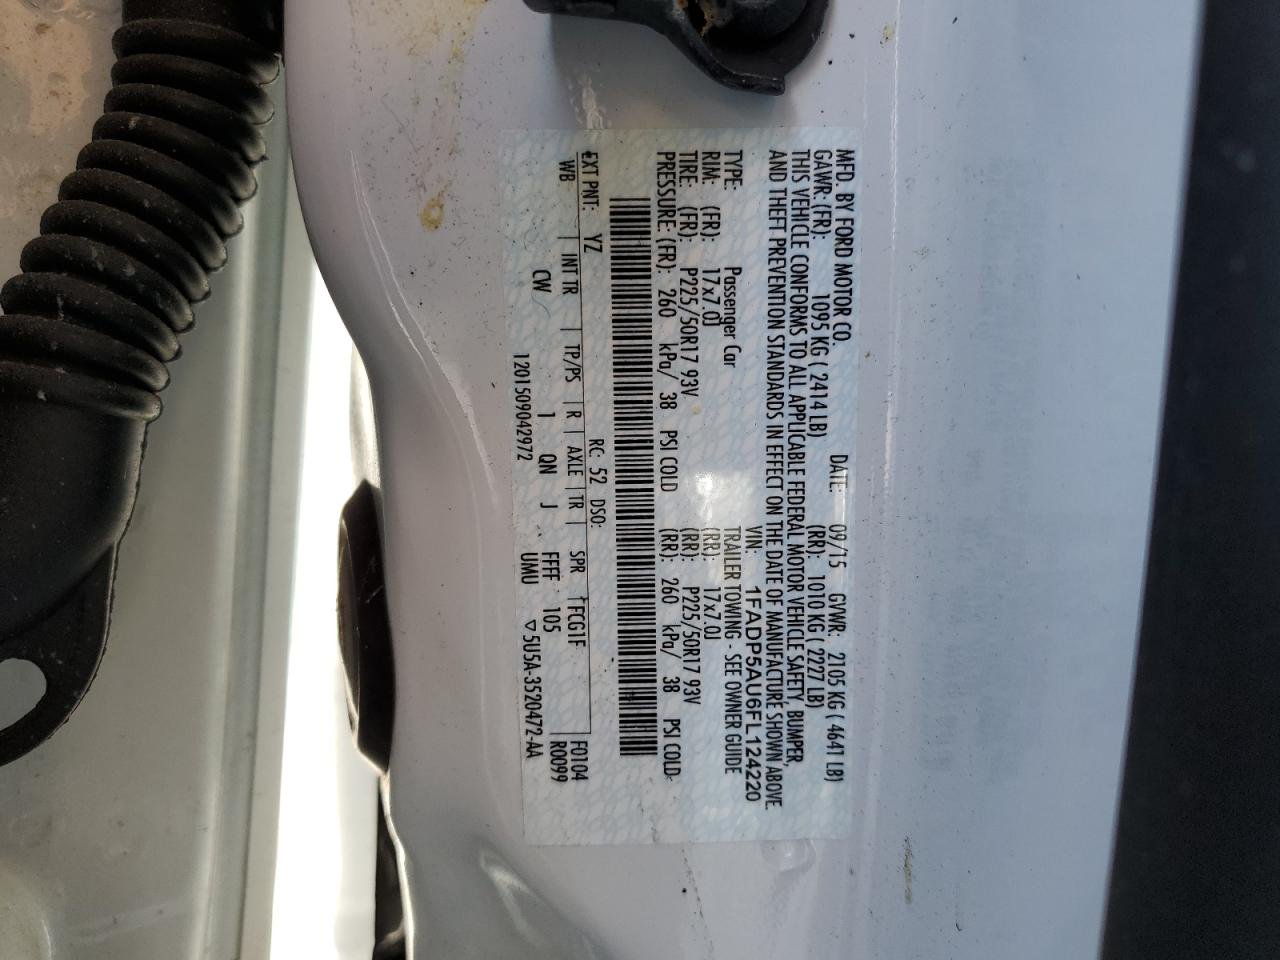 MFD. BY FORD MOTOR CO.
DATE: 09/15 GVWR: 2105 KG ( 4641 LB)
GAWR: (FR): 1095 KG ( 2414 LB) (RR): 1010 KG ( 2227 LB)
THIS VEHICLE CONFORMS TO ALL APPLICABLE FEDERAL MOTOR VEHICLE SAFETY, BUMPER,
AND THEFT PREVENTION STANDARDS IN EFFECT ON THE DATE OF MANUFACTURE SHOWN ABOVE.
VIN: 1FADP5AU6FL124220
TYPE: Passenger Car TRAILER TOWING - SEE OWNER GUIDE
RIM: (FR): 17x7.0J (RR): 17x7.0J
TIRE: (FR): P225/50R17 93V (RR): P225/50R17 93V
PRESSURE: (FR): 260 kPa/ 38 PSI COLD (RR): 260 kPa/ 38 PSI COLD
EXT PNT: YZ RC: 52 DSO: F0104
WB | INT TR | TP/PS | R | AXLE | TR | SPR FCG1F R0099
CW 1 QN J FFF 105
1201509042972 UMU ▽5U5A-3520472-AA